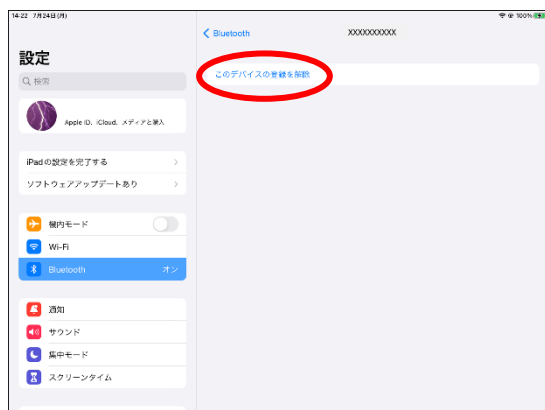 14:22 7月24日(月)
100%
設定
検索
Apple ID、iCloud、メディアと購入
iPadの設定を完了する
ソフトウェアアップデートあり
機内モード
Wi-Fi
Bluetooth オン
通知
サウンド
集中モード
スクリーンタイム
Bluetooth
XXXXXXXXXX
このデバイスの登録を解除